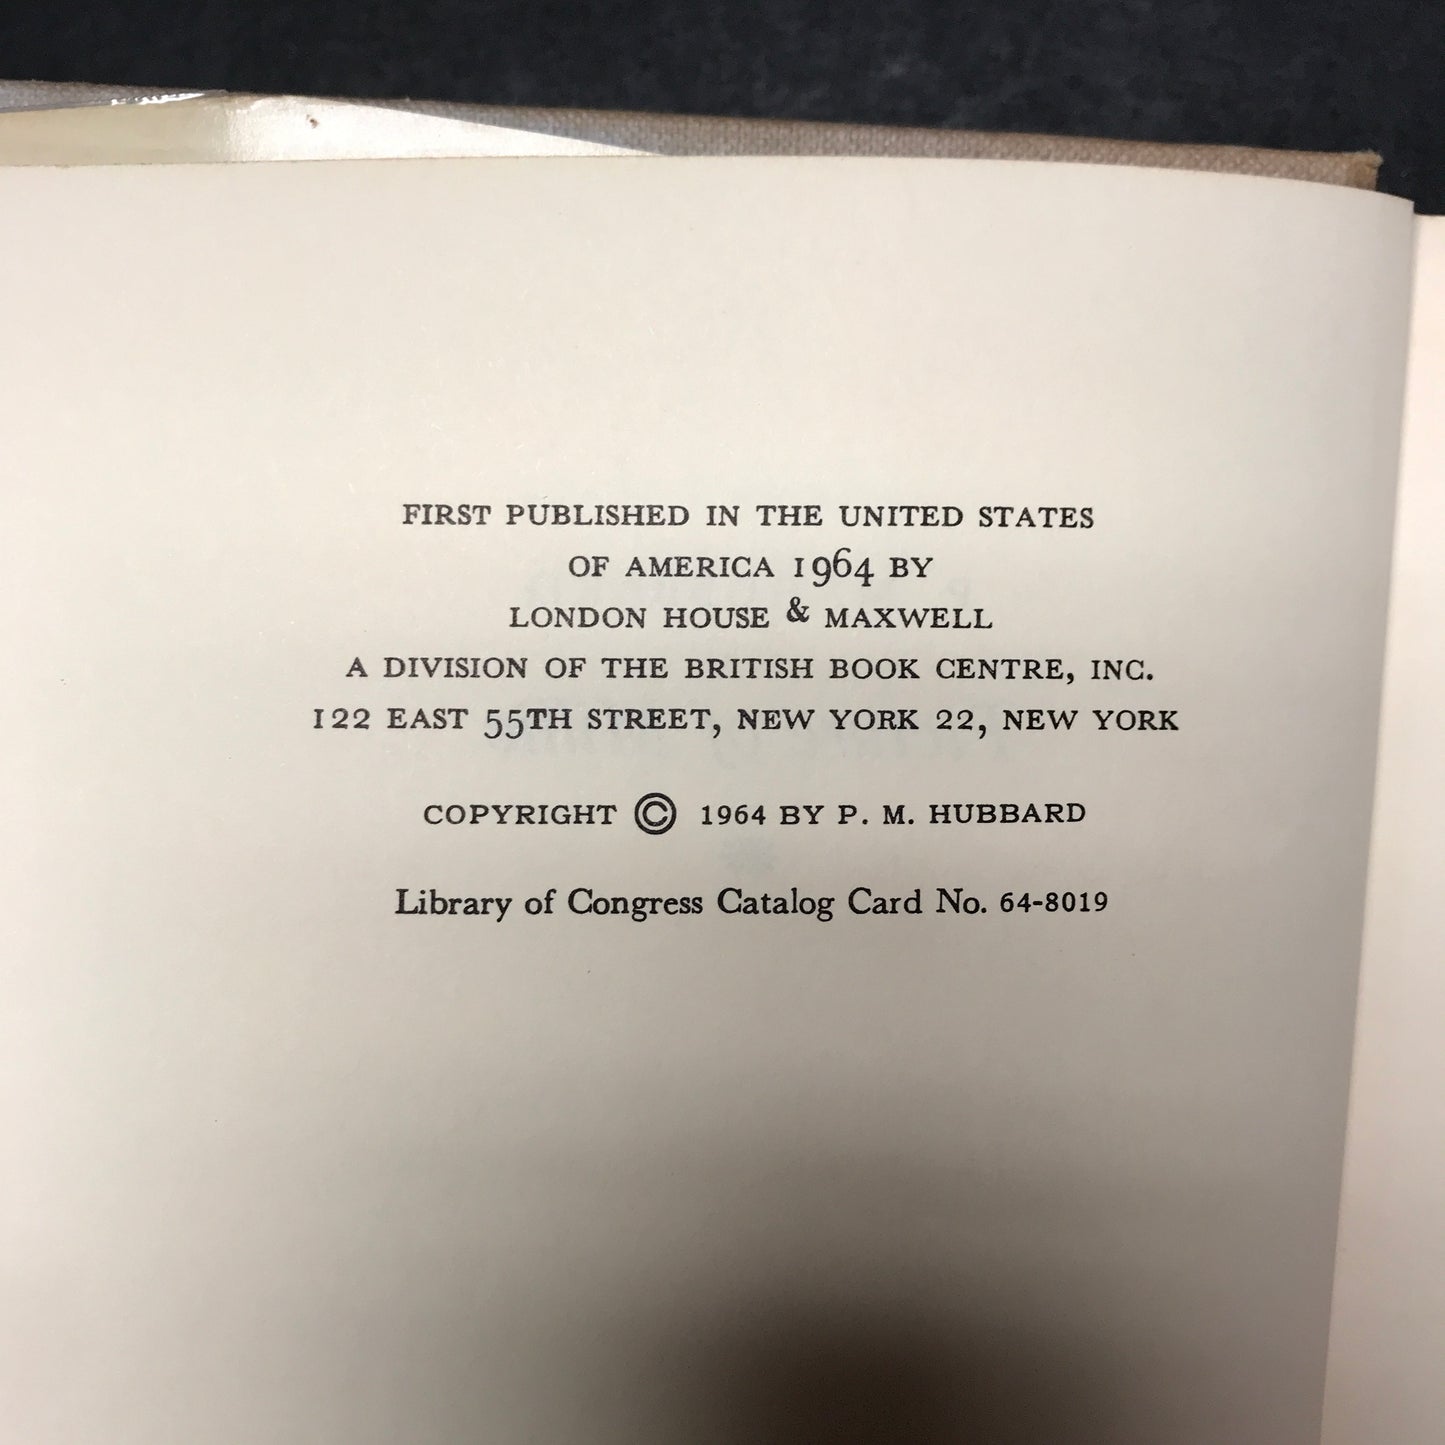 FIRST PUBLISHED IN THE UNITED STATES
OF AMERICA 1964 BY
LONDON HOUSE & MAXWELL
A DIVISION OF THE BRITISH BOOK CENTRE, INC.
122 EAST 55TH STREET, NEW YORK 22, NEW YORK
COPYRIGHT © 1964 BY P. M. HUBBARD
Library of Congress Catalog Card No. 64-8019